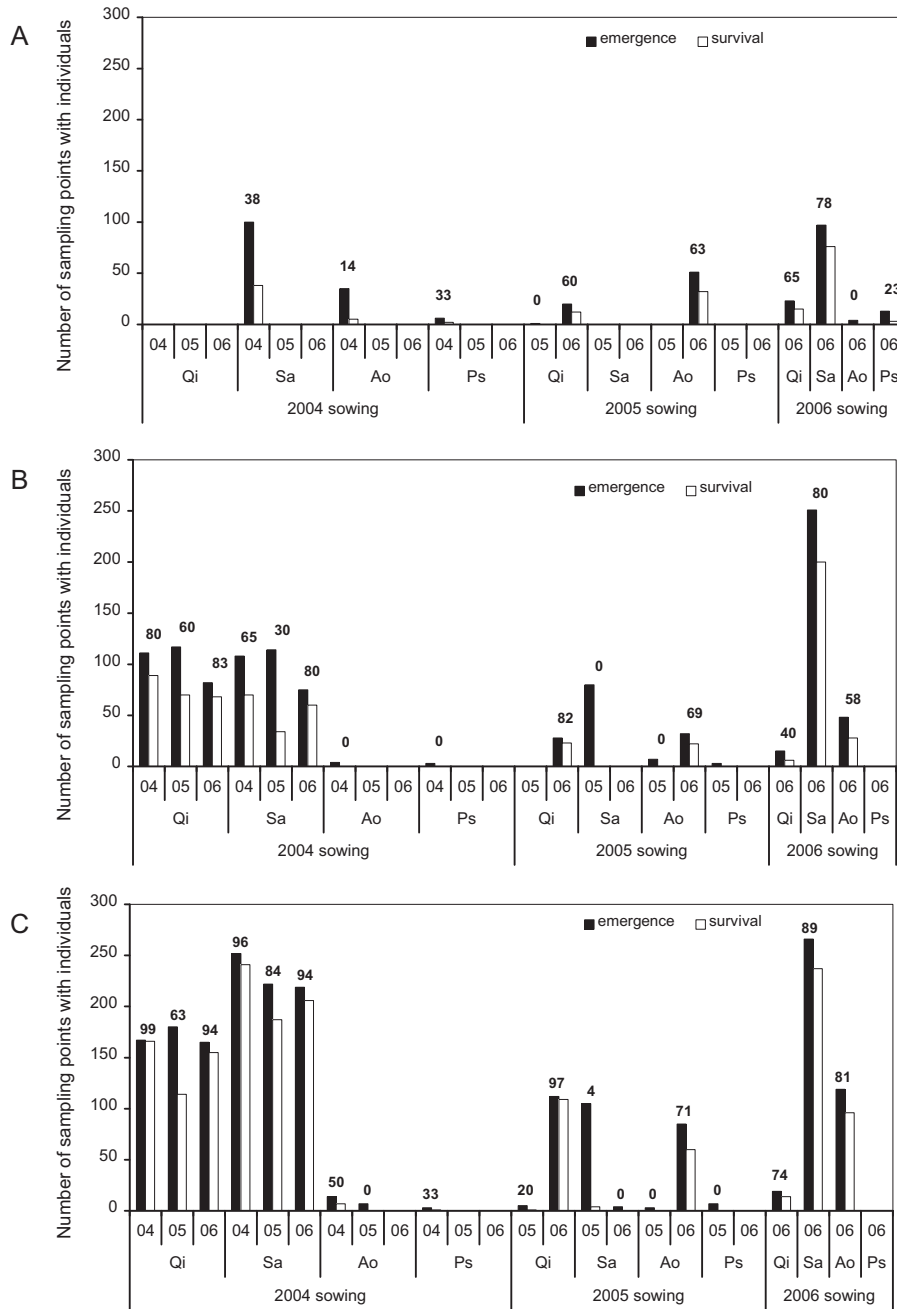 A
Number of sampling points with individuals
300
250
200
150
100
50
0
emergence survival
38 14 33 0 60 63 65 78 0 23
04 05 06 04 05 06 04 05 06 04 05 06 05 06 05 06 05 06 05 06 06 06 06 06
Qi Sa Ao Ps Qi Sa Ao Ps Qi Sa Ao Ps
2004 sowing 2005 sowing 2006 sowing
B
Number of sampling points with individuals
300
250
200
150
100
50
0
emergence survival
80 60 83 65 30 80 0 0 82 0 0 69 40 80 58
04 05 06 04 05 06 04 05 06 04 05 06 05 06 05 06 05 06 05 06 06 06 06 06
Qi Sa Ao Ps Qi Sa Ao Ps Qi Sa Ao Ps
2004 sowing 2005 sowing 2006 sowing
C
Number of sampling points with individuals
300
250
200
150
100
50
0
emergence survival
99 63 94 96 84 94 50 0 33 20 97 4 0 0 71 0 74 89 81
04 05 06 04 05 06 04 05 06 04 05 06 05 06 05 06 05 06 05 06 06 06 06 06
Qi Sa Ao Ps Qi Sa Ao Ps Qi Sa Ao Ps
2004 sowing 2005 sowing 2006 sowing